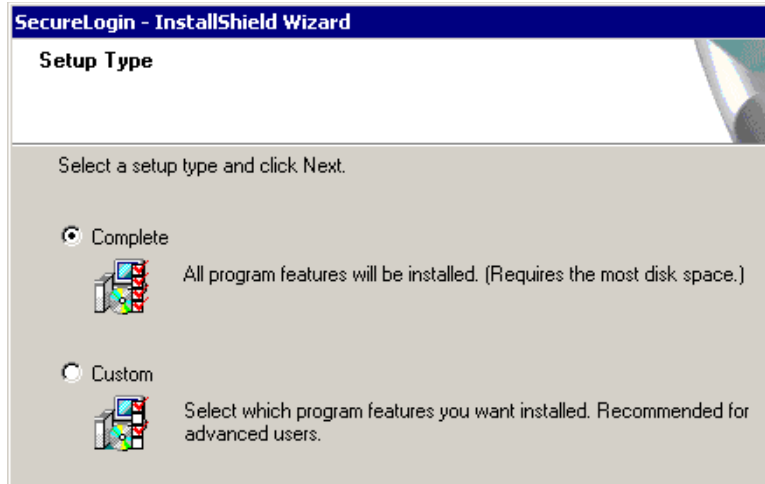 SecureLogin - InstallShield Wizard
Setup Type
Select a setup type and click Next.
Complete
All program features will be installed. (Requires the most disk space.)
Custom
Select which program features you want installed. Recommended for
advanced users.